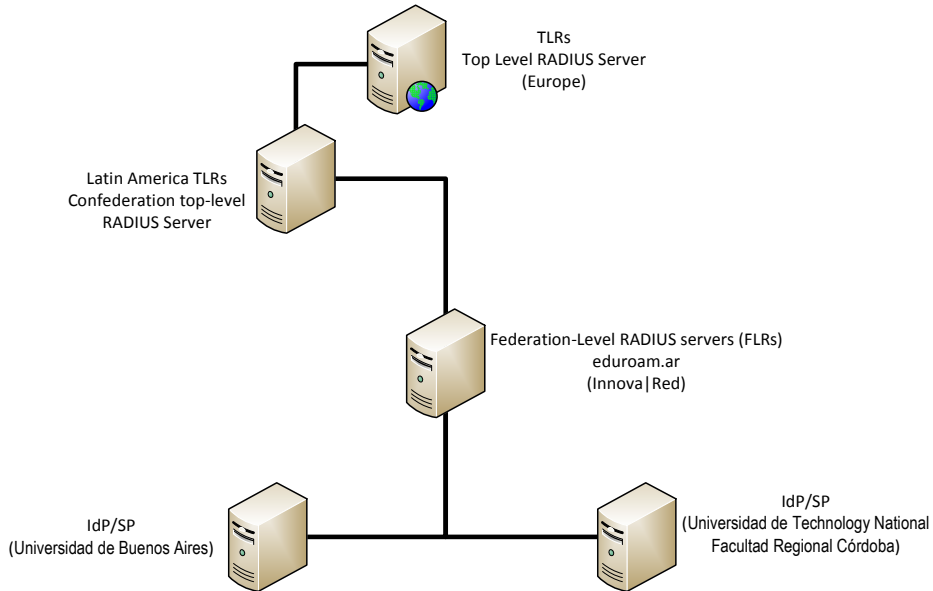 TLRs
Top Level RADIUS Server
(Europe)
Latin America TLRs
Confederation top-level
RADIUS Server
Federation-Level RADIUS servers (FLRs)
eduroam.ar
(Innova|Red)
IdP/SP
(Universidad de Buenos Aires)
IdP/SP
(Universidad de Technology National
Facultad Regional Córdoba)